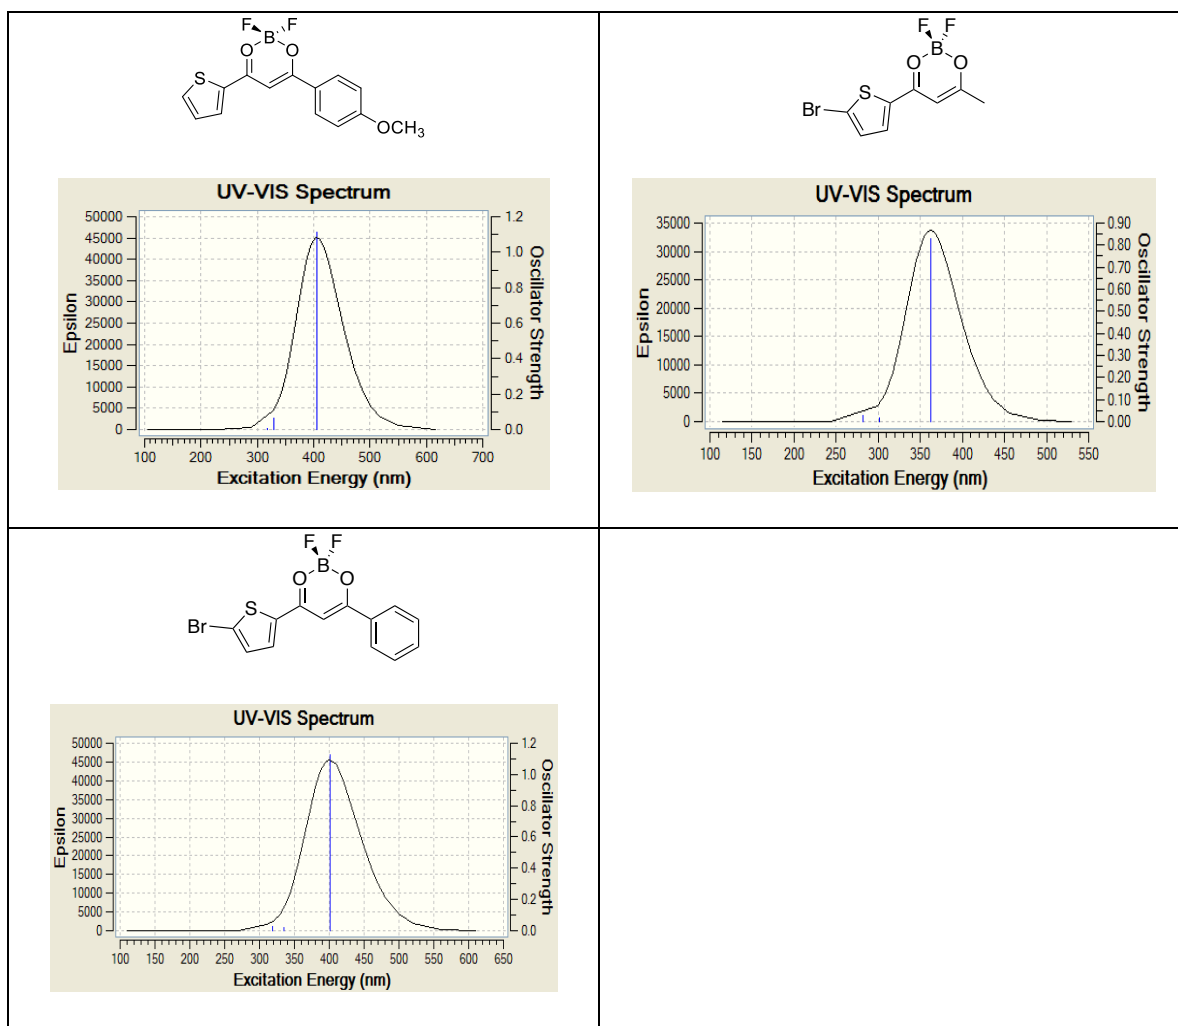 F F
B
O O
S
OCH3
UV-VIS Spectrum
50000
45000
40000
35000
30000
25000
20000
15000
10000
5000
0
1.2
1.0
0.8
0.6
0.4
0.2
0.0
Epsilon
Oscillator Strength
100 200 300 400 500 600 700
Excitation Energy (nm)
F F
B
O O
S
Br
UV-VIS Spectrum
35000
30000
25000
20000
15000
10000
5000
0
0.90
0.80
0.70
0.60
0.50
0.40
0.30
0.20
0.10
0.00
Epsilon
Oscillator Strength
100 150 200 250 300 350 400 450 500 550
Excitation Energy (nm)
F F
B
O O
S
Br
UV-VIS Spectrum
50000
45000
40000
35000
30000
25000
20000
15000
10000
5000
0
1.2
1.0
0.8
0.6
0.4
0.2
0.0
Epsilon
Oscillator Strength
100 150 200 250 300 350 400 450 500 550 600 650
Excitation Energy (nm)